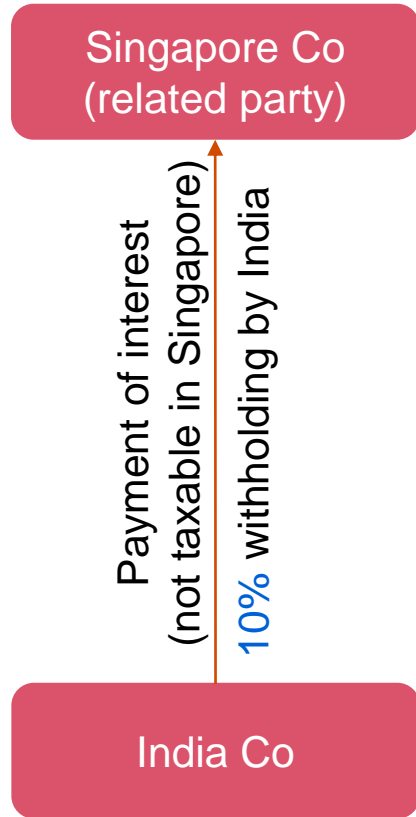 Singapore Co
(related party)
Payment of interest
(not taxable in Singapore)
10% withholding by India
India Co